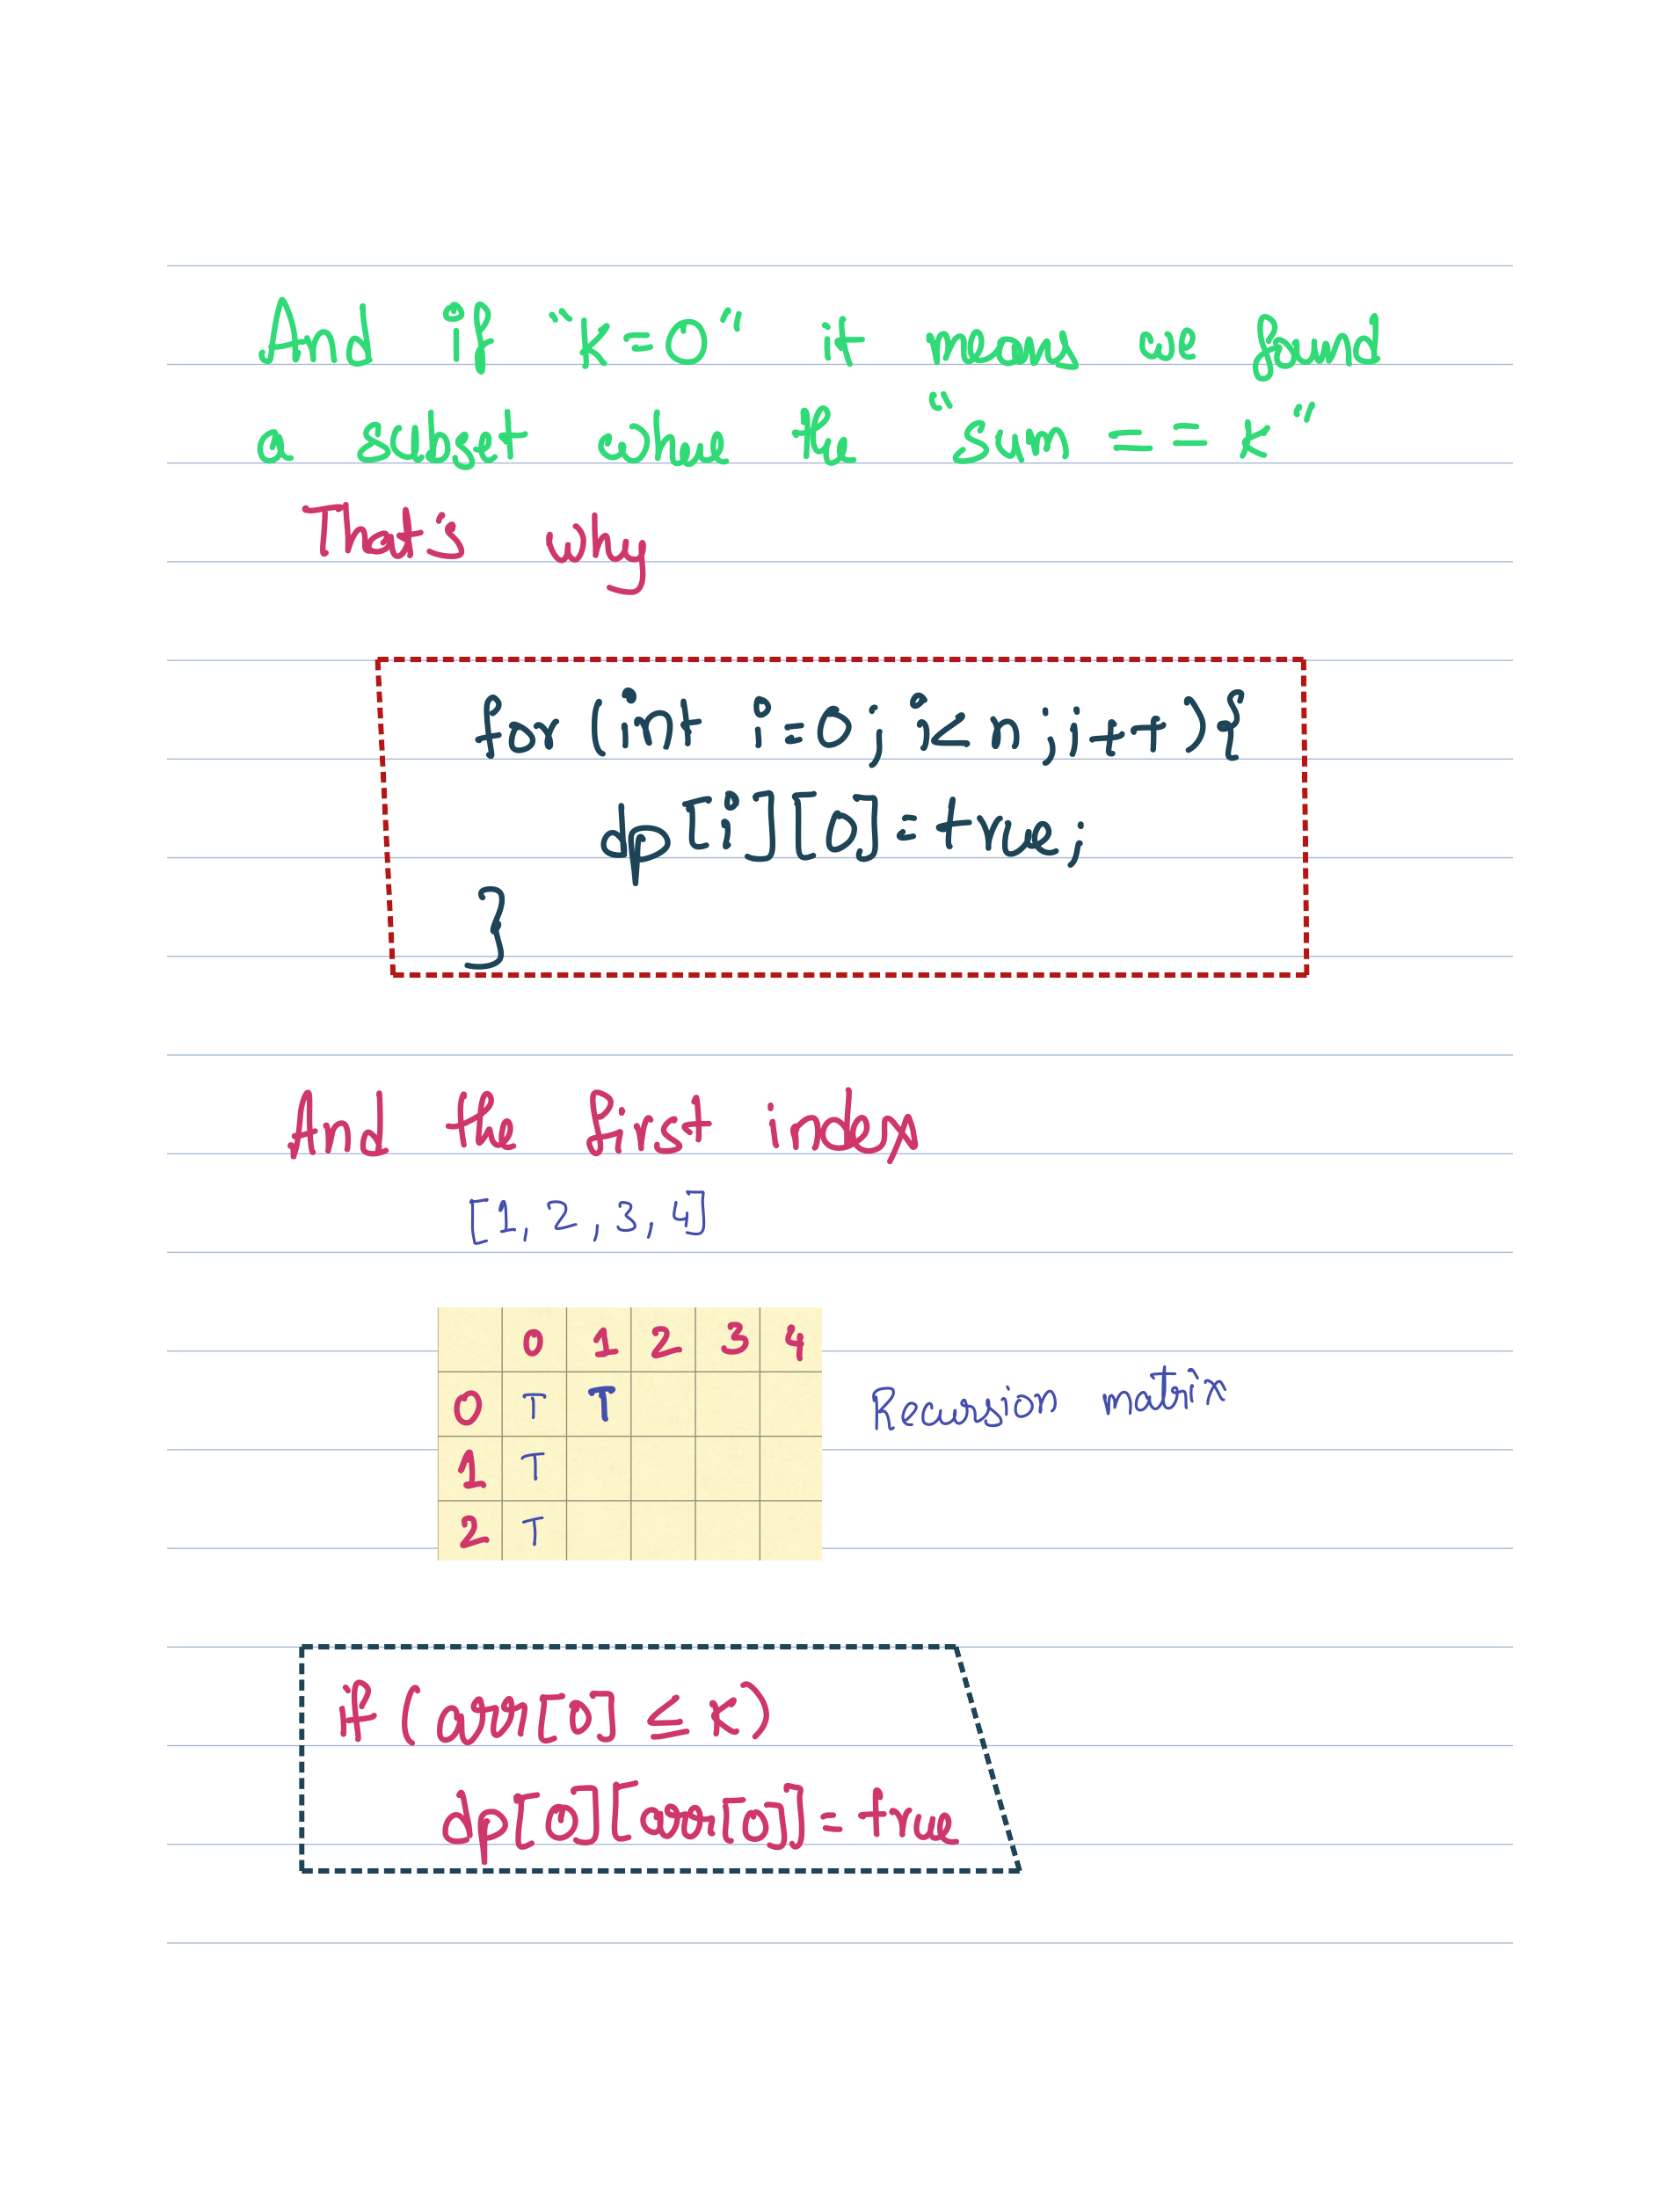 And if "k=0" it means we found
a subset where the "sum == k"
That's why
for (int i=0; i<n; i++){
dp[i][0]=true;
}
And the first index
[1, 2, 3, 4]
0 1 2 3 4
0 T T
Recursion matrix
1 T
2 T
if (arr[0] ≤ k)
dp[0][arr[0]]=true